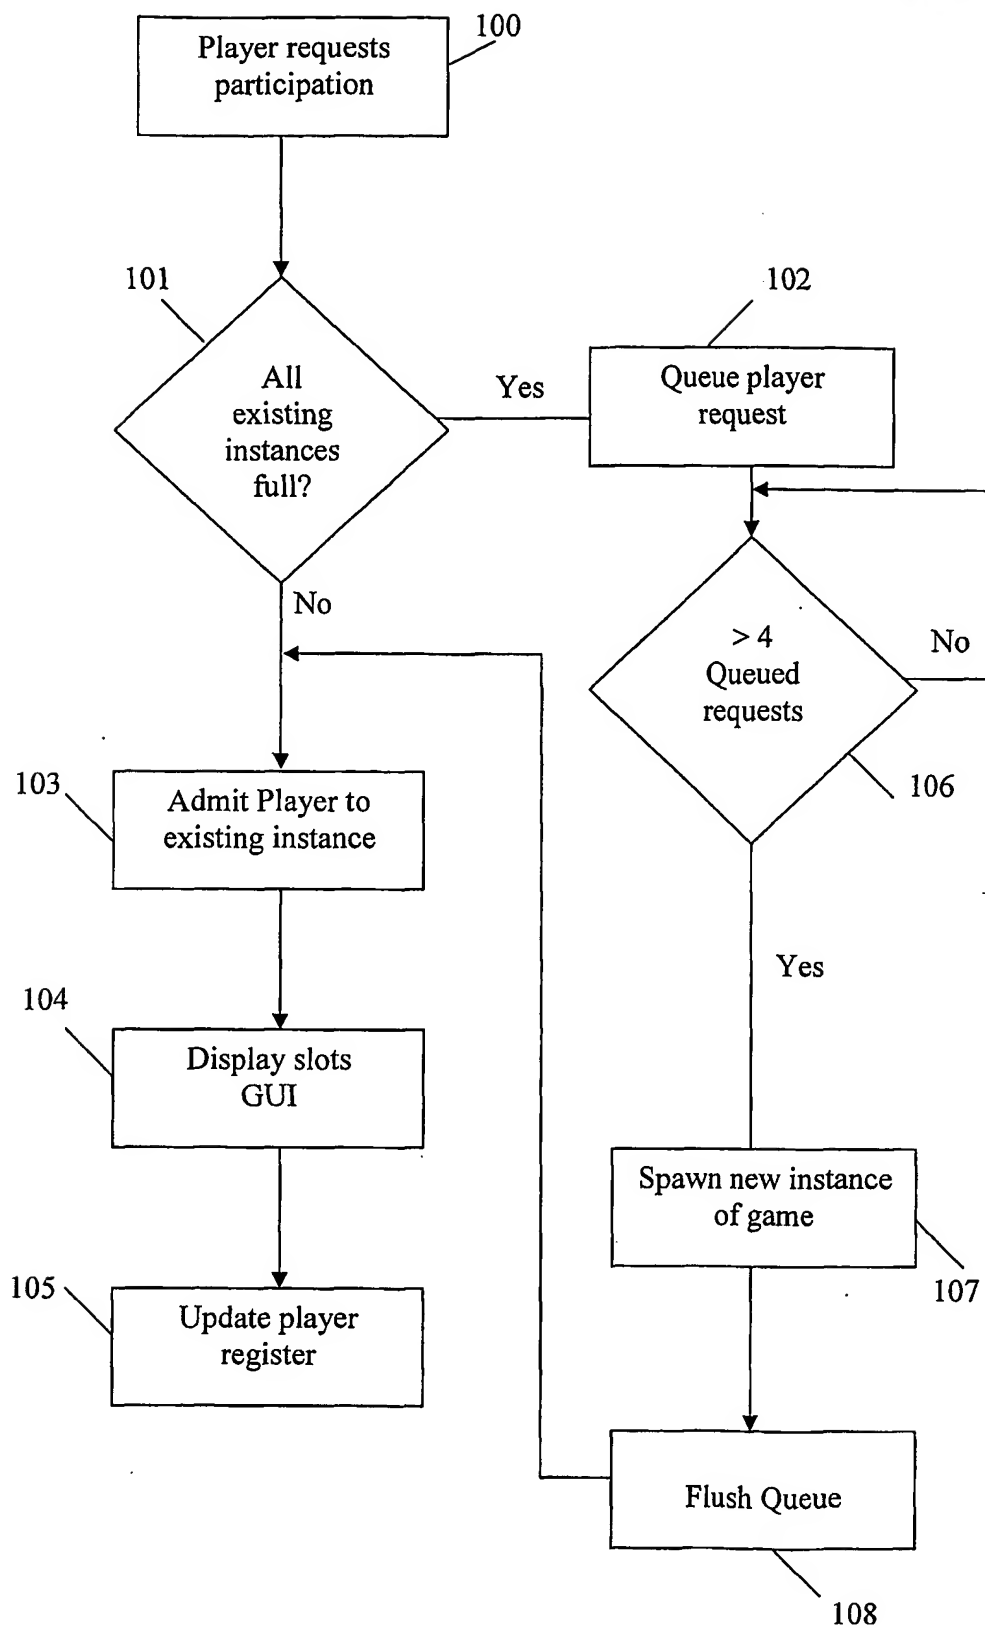 Player requests
participation
100
101
All
existing
instances
full?
Yes
102
Queue player
request
No
> 4
Queued
requests
No
106
103
Admit Player to
existing instance
Yes
104
Display slots
GUI
Spawn new instance
of game
107
105
Update player
register
Flush Queue
108